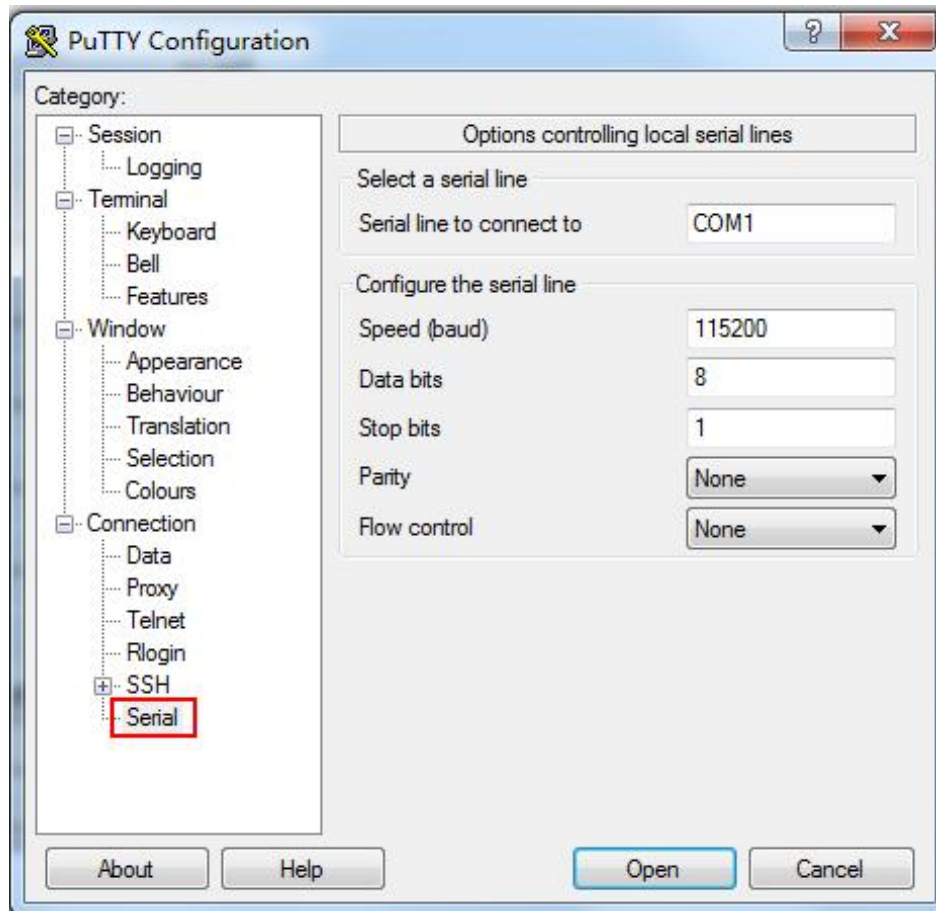 PuTTY Configuration
Category:
Session
Logging
Terminal
Keyboard
Bell
Features
Window
Appearance
Behaviour
Translation
Selection
Colours
Connection
Data
Proxy
Telnet
Rlogin
SSH
Serial
Options controlling local serial lines
Select a serial line
Serial line to connect to COM1
Configure the serial line
Speed (baud) 115200
Data bits 8
Stop bits 1
Parity None
Flow control None
About Help Open Cancel